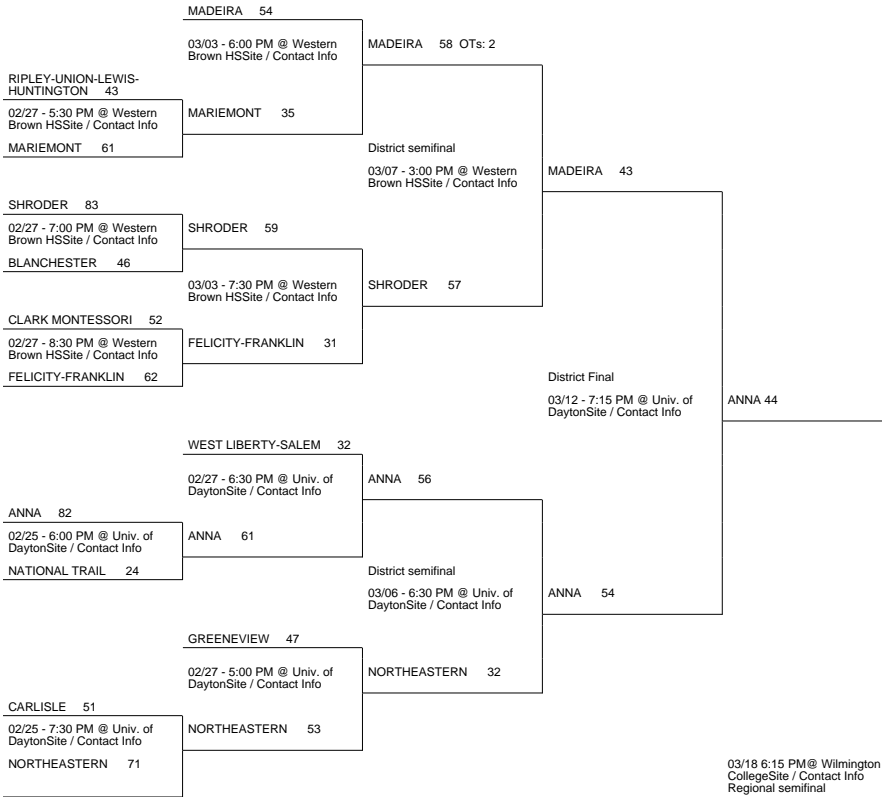 MADEIRA 54
03/03 - 6:00 PM @ Western
Brown HSSite / Contact Info
MADEIRA 58 OTs: 2
RIPLEY-UNION-LEWIS-
HUNTINGTON 43
02/27 - 5:30 PM @ Western
Brown HSSite / Contact Info
MARIEMONT 35
MARIEMONT 61
District semifinal
03/07 - 3:00 PM @ Western
Brown HSSite / Contact Info
MADEIRA 43
SHRODER 83
02/27 - 7:00 PM @ Western
Brown HSSite / Contact Info
SHRODER 59
BLANCHESTER 46
03/03 - 7:30 PM @ Western
Brown HSSite / Contact Info
SHRODER 57
CLARK MONTESSORI 52
02/27 - 8:30 PM @ Western
Brown HSSite / Contact Info
FELICITY-FRANKLIN 31
FELICITY-FRANKLIN 62
District Final
03/12 - 7:15 PM @ Univ. of
DaytonSite / Contact Info
ANNA 44
WEST LIBERTY-SALEM 32
02/27 - 6:30 PM @ Univ. of
DaytonSite / Contact Info
ANNA 56
ANNA 82
02/25 - 6:00 PM @ Univ. of
DaytonSite / Contact Info
ANNA 61
NATIONAL TRAIL 24
District semifinal
03/06 - 6:30 PM @ Univ. of
DaytonSite / Contact Info
ANNA 54
GREENEVIEW 47
02/27 - 5:00 PM @ Univ. of
DaytonSite / Contact Info
NORTHEASTERN 32
CARLISLE 51
02/25 - 7:30 PM @ Univ. of
DaytonSite / Contact Info
NORTHEASTERN 53
NORTHEASTERN 71
03/18 6:15 PM@ Wilmington
CollegeSite / Contact Info
Regional semifinal